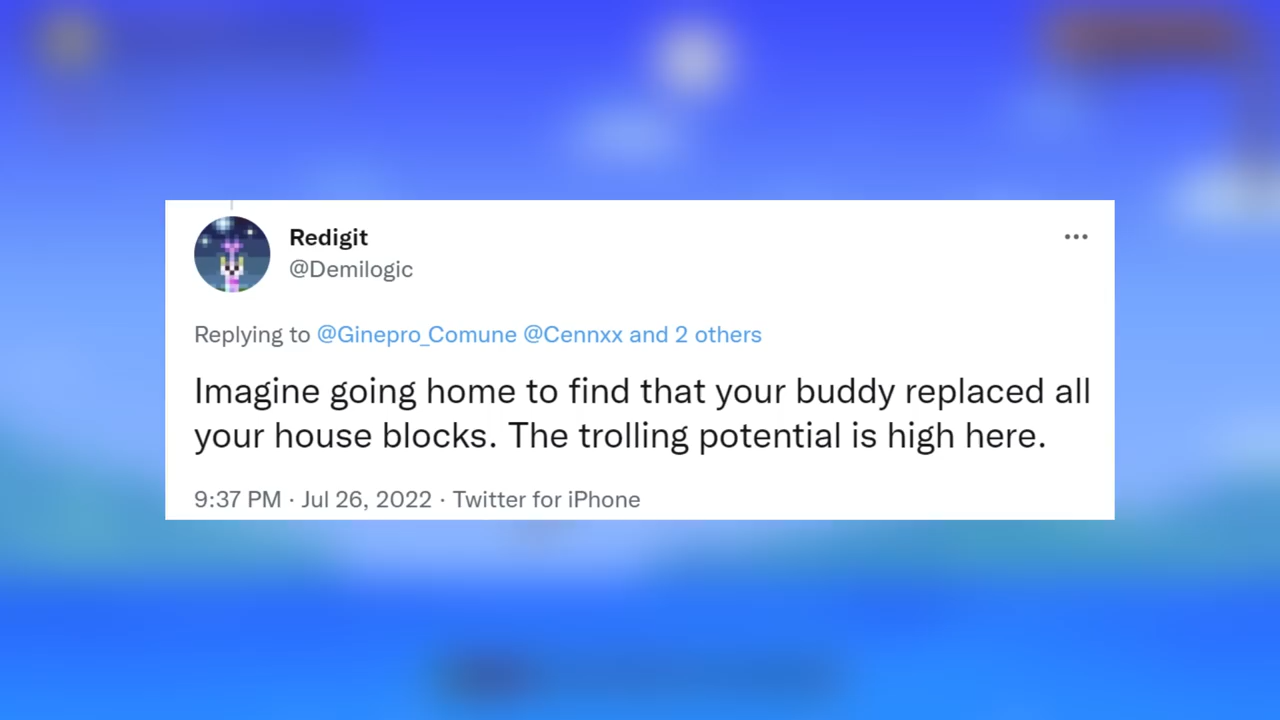 Redigit
@Demilogic
Replying to @Ginepro_Comune @Cennxx and 2 others
Imagine going home to find that your buddy replaced all
your house blocks. The trolling potential is high here.
9:37 PM · Jul 26, 2022 · Twitter for iPhone